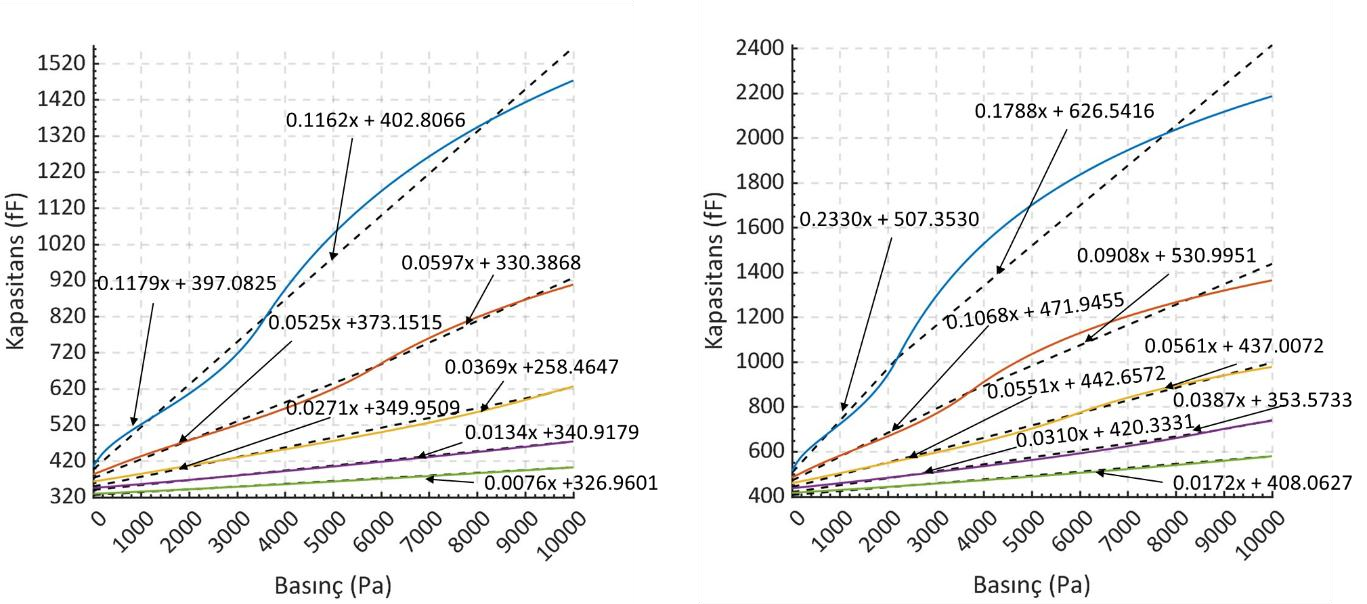 1520
1420
1320
1220
1120
1020
920
820
720
620
520
420
320
Kapasitans (fF)
0.1162x + 402.8066
0.0597x + 330.3868
0.1179x + 397.0825
0.0525x +373.1515
0.0369x +258.4647
0.0271x +349.9509
0.0134x +340.9179
0.0076x +326.9601
0
1000
2000
3000
4000
5000
6000
7000
8000
9000
10000
Basınç (Pa)
2400
2200
2000
1800
1600
1400
1200
1000
800
600
400
Kapasitans (fF)
0.1788x + 626.5416
0.2330x + 507.3530
0.0908x + 530.9951
0.1068x + 471.9455
0.0561x + 437.0072
0.0551x + 442.6572
0.0387x + 353.5733
0.0310x + 420.3331
0.0172x + 408.0627
0
1000
2000
3000
4000
5000
6000
7000
8000
9000
10000
Basınç (Pa)